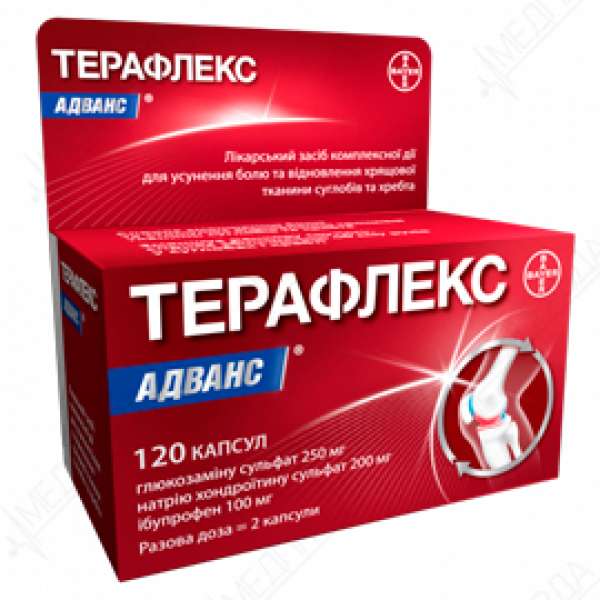 ТЕРАФЛЕКС
АДВАНС ®
BAYER
Лікарський засіб комплексної дії
для усунення болю та відновлення хрящової
тканини суглобів та хребта
ТЕРАФЛЕКС
АДВАНС ®
BAYER
120 КАПСУЛ
глюкозаміну сульфат 250 мг
натрію хондроїтину сульфат 200 мг
ібупрофен 100 мг
Разова доза = 2 капсули